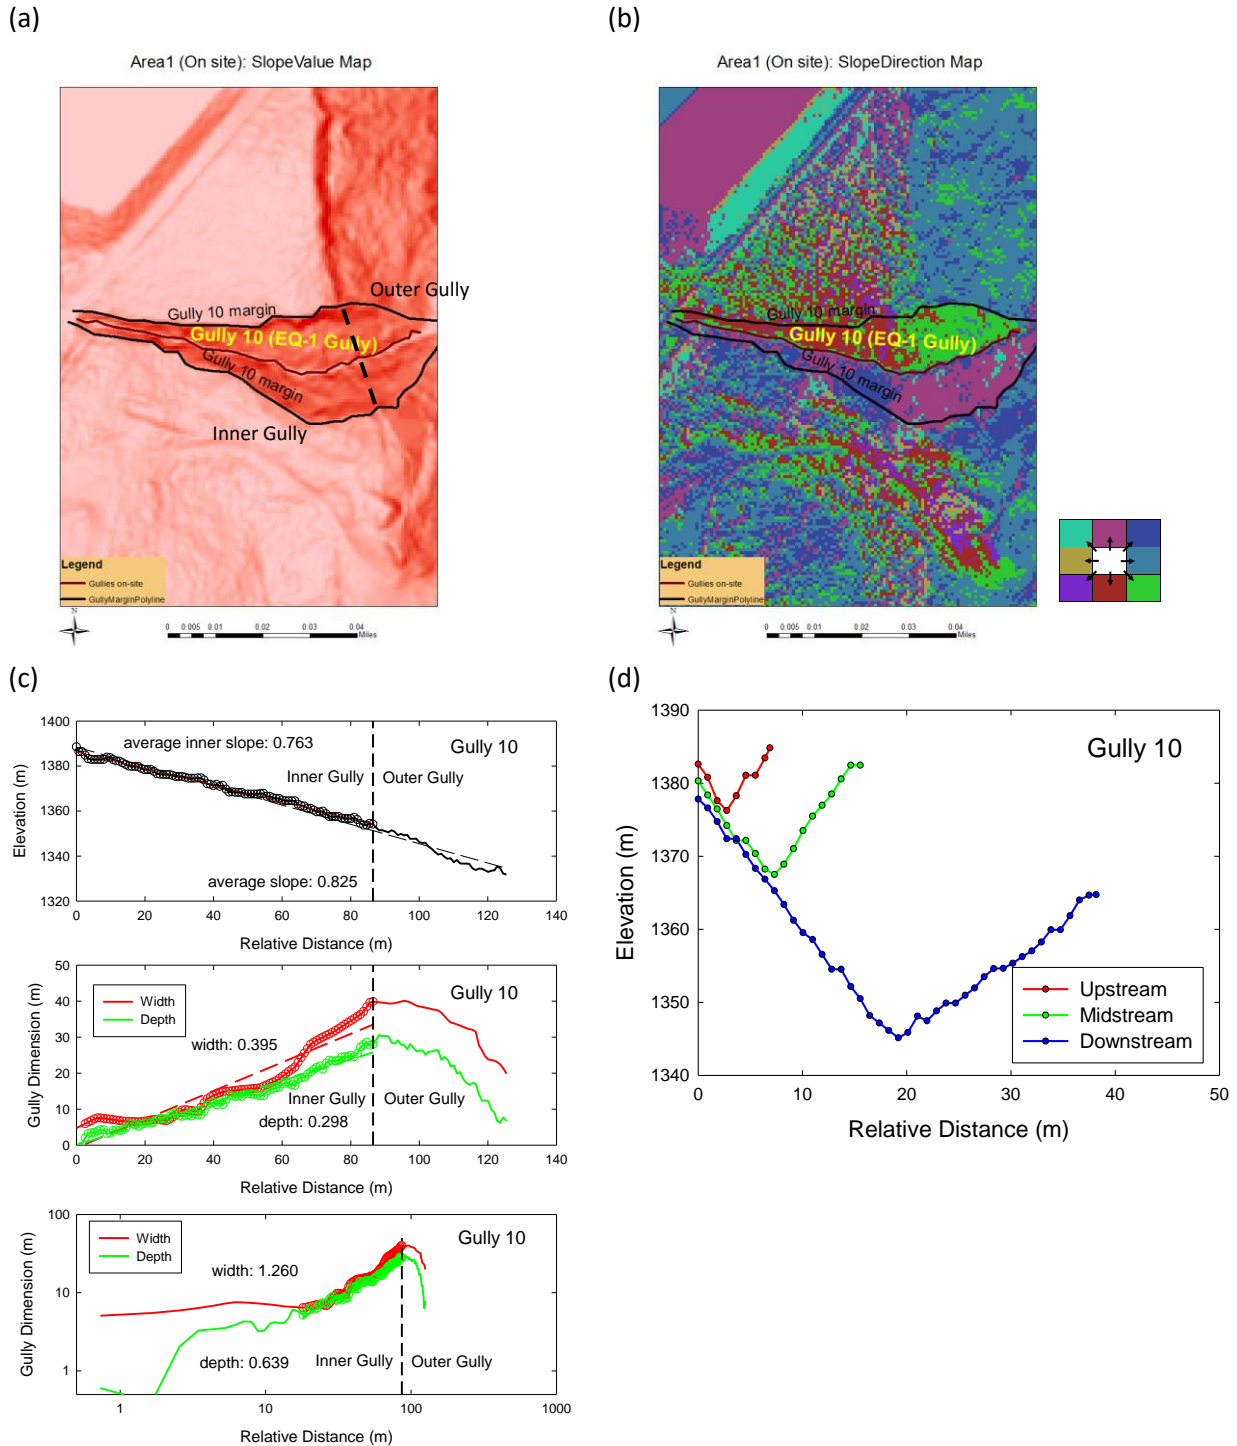 (a)
(b)
Area1 (On site): SlopeValue Map
Area1 (On site): SlopeDirection Map
Outer Gully
Gully 10 margin
Gully 10 (EQ-1 Gully)
Gully 10 margin
Inner Gully
Gully 10 margin
Gully 10 (EQ-1 Gully)
Gully 10 margin
Legend
Gullies on-site
GullyMarginPolyline
Legend
Gullies on-site
GullyMarginPolyline
N
0 0.005 0.01 0.02 0.03 0.04
Miles
N
0 0.005 0.01 0.02 0.03 0.04
Miles
(c)
(d)
1400
1380
1360
1340
1320
Elevation (m)
average inner slope: 0.763
Gully 10
Inner Gully
Outer Gully
average slope: 0.825
0 20 40 60 80 100 120 140
Relative Distance (m)
50
40
30
20
10
0
Gully Dimension (m)
Width
Depth
Gully 10
width: 0.395
Inner Gully
Outer Gully
depth: 0.298
0 20 40 60 80 100 120 140
Relative Distance (m)
100
10
1
Gully Dimension (m)
Width
Depth
Gully 10
width: 1.260
depth: 0.639
Inner Gully
Outer Gully
1 10 100 1000
Relative Distance (m)
1390
1380
1370
1360
1350
1340
Elevation (m)
Gully 10
Upstream
Midstream
Downstream
0 10 20 30 40 50
Relative Distance (m)